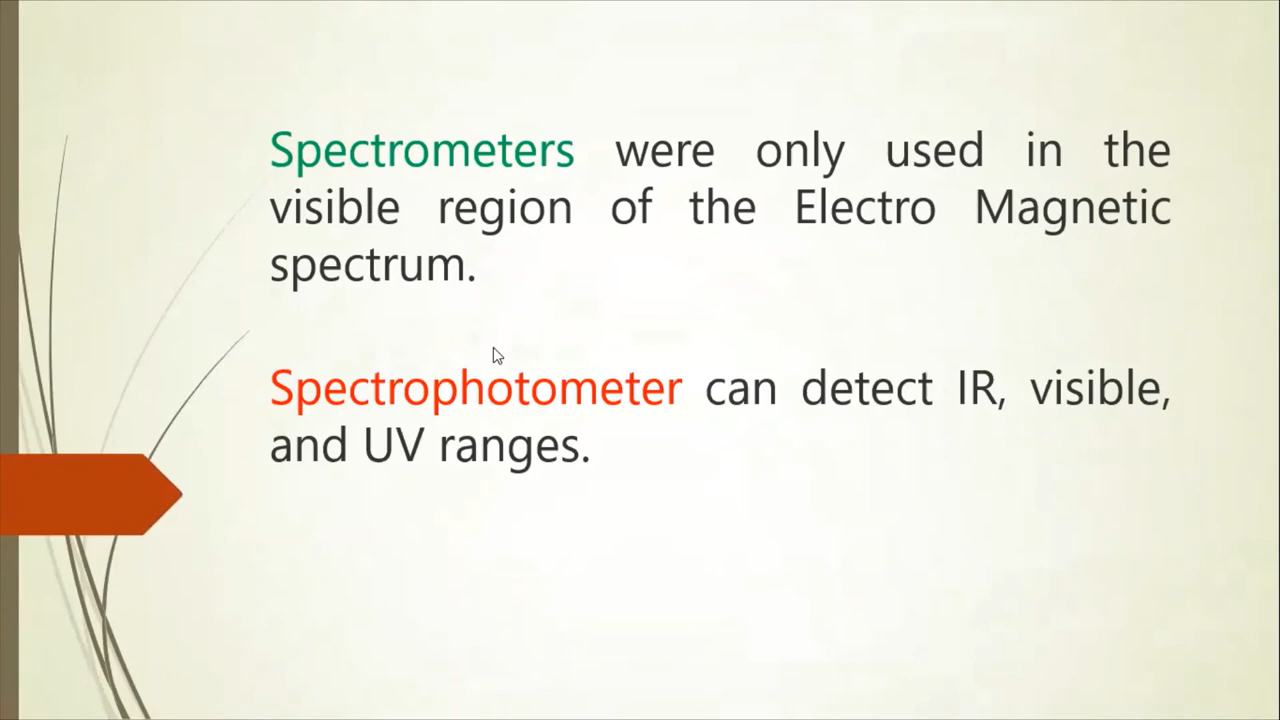 Spectrometers were only used in the
visible region of the Electro Magnetic
spectrum.
Spectrophotometer can detect IR, visible,
and UV ranges.